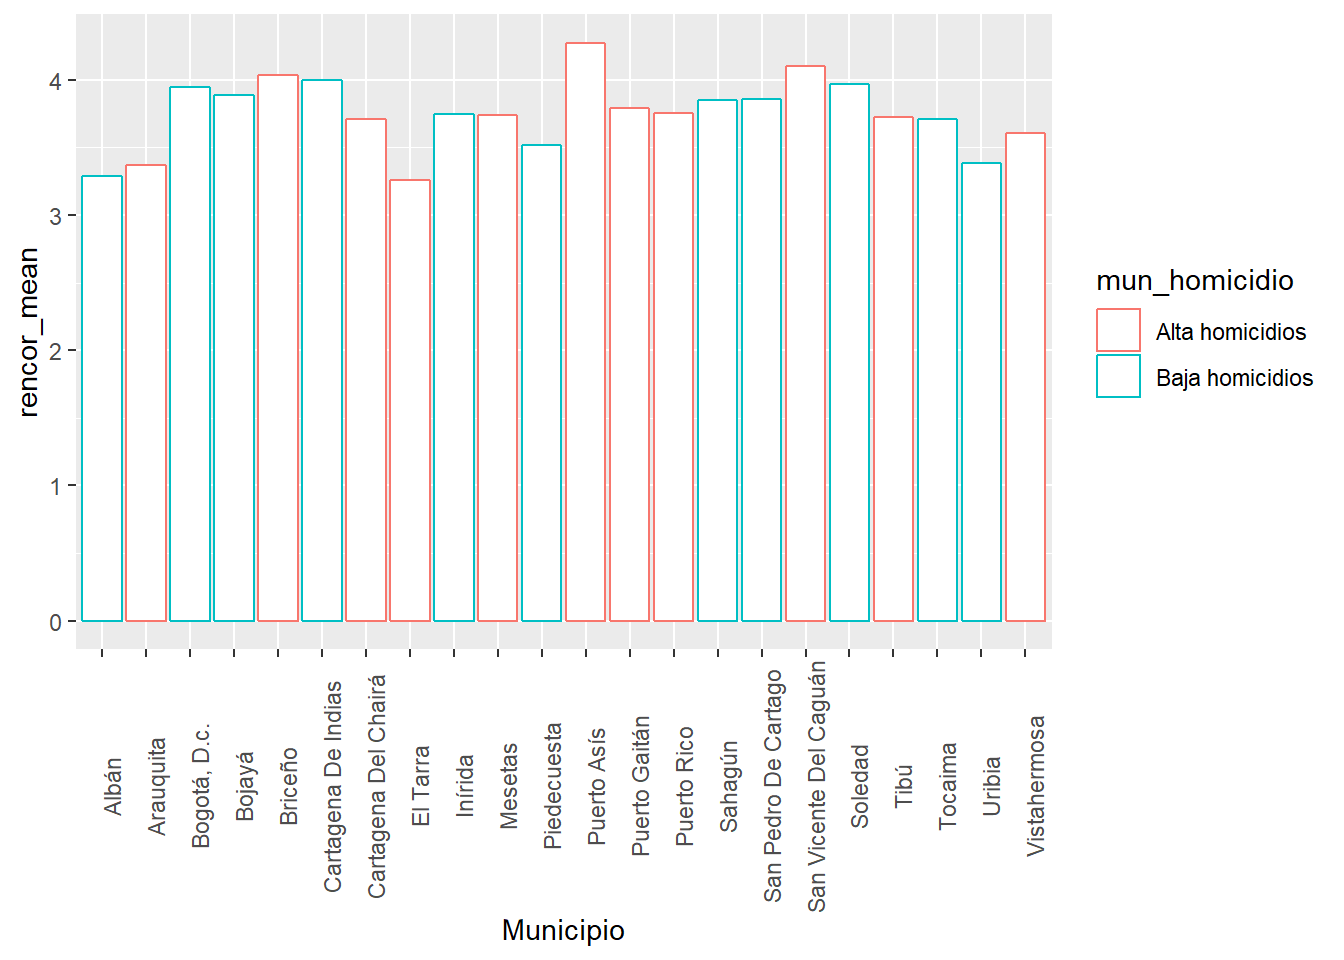 rencor_mean
4
3
2
1
0
Albán
Arauquita
Bogotá, D.c.
Bojayá
Briceño
Cartagena De Indias
Cartagena Del Chairá
El Tarra
Inírida
Mesetas
Piedecuesta
Puerto Asís
Puerto Gaitán
Puerto Rico
Sahagún
San Pedro De Cartago
San Vicente Del Caguán
Soledad
Tibú
Tocaima
Uribia
Vistahermosa
Municipio
mun_homicidio
Alta homicidios
Baja homicidios